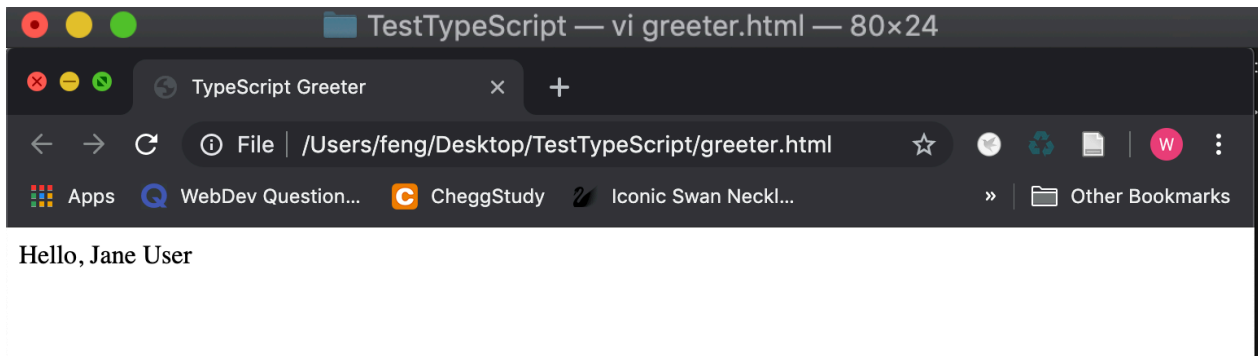 TestTypeScript — vi greeter.html — 80×24
TypeScript Greeter
File /Users/feng/Desktop/TestTypeScript/greeter.html W
Apps Q WebDev Question... C CheggStudy Iconic Swan Neckl... » Other Bookmarks
Hello, Jane User